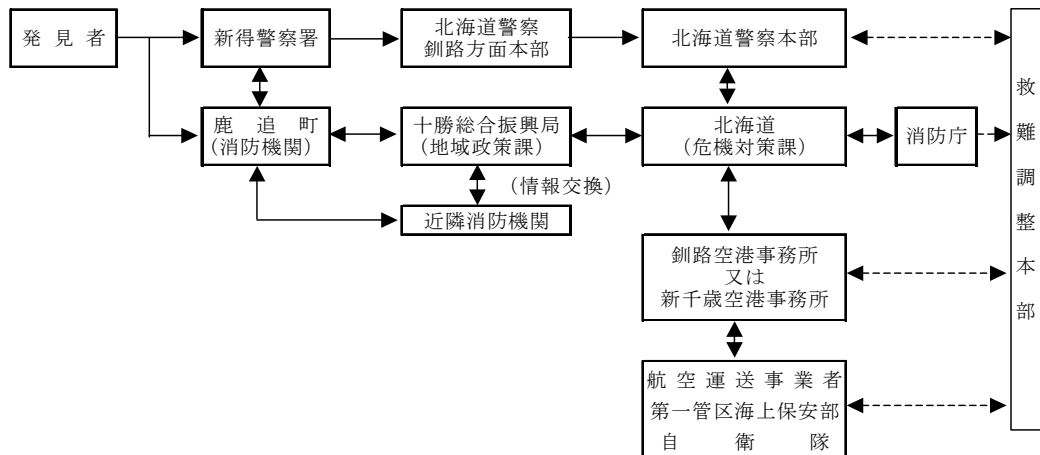 発見者
新得警察署
北海道警察
釧路方面本部
北海道警察本部
鹿追町
(消防機関)
十勝総合振興局
(地域政策課)
北海道
(危機対策課)
消防庁
救難調整本部
(情報交換)
近隣消防機関
釧路空港事務所
又は
新千歳空港事務所
航空運送事業者
第一管区海上保安部
自衛隊